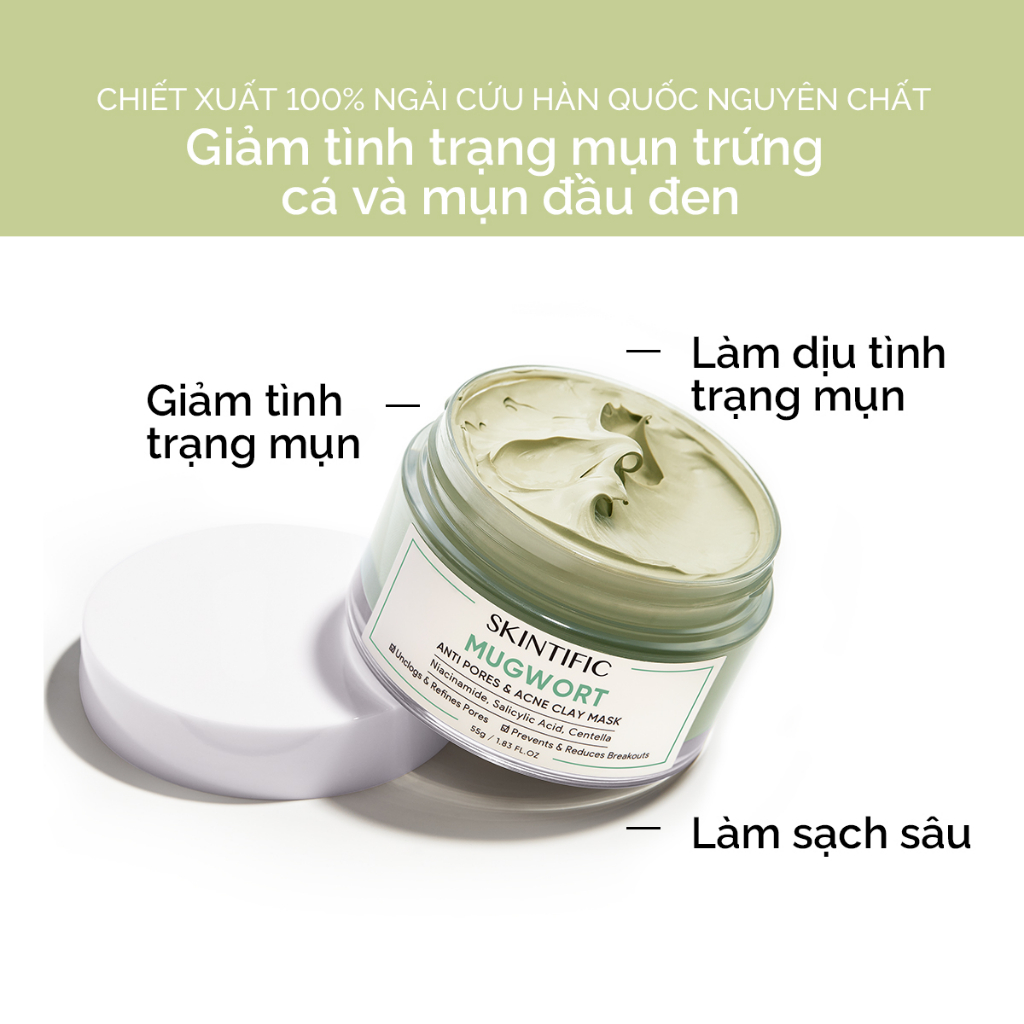 CHIẾT XUẤT 100% NGẢI CỨU HÀN QUỐC NGUYÊN CHẤT
Giảm tình trạng mụn trứng
cá và mụn đầu đen
Làm dịu tình
trạng mụn
Giảm tình
trạng mụn
SKINTIFIC
MUGWORT
ANTI PORES & ACNE CLAY MASK
Niacinamide, Salicylic Acid, Centella
Unclogs & Refines Pores
Prevents & Reduces Breakouts
55g / 1.83 FL.OZ
Làm sạch sâu